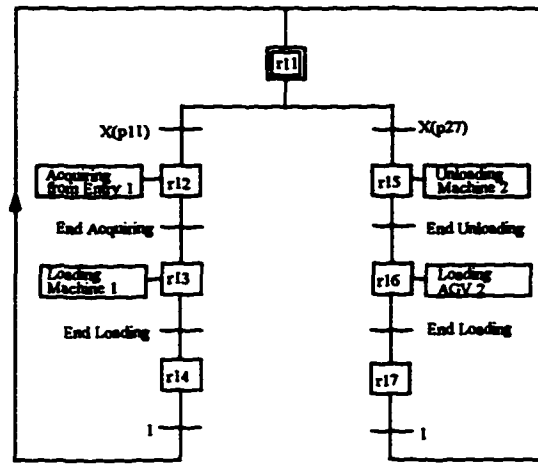 r11
X(p11)
X(p27)
Acquiring
from Entry 1
r12
r15
Unloading
Machine 2
End Acquiring
End Unloading
Loading
Machine 1
r13
r16
Loading
AGV 2
End Loading
End Loading
r14
r17
1
1